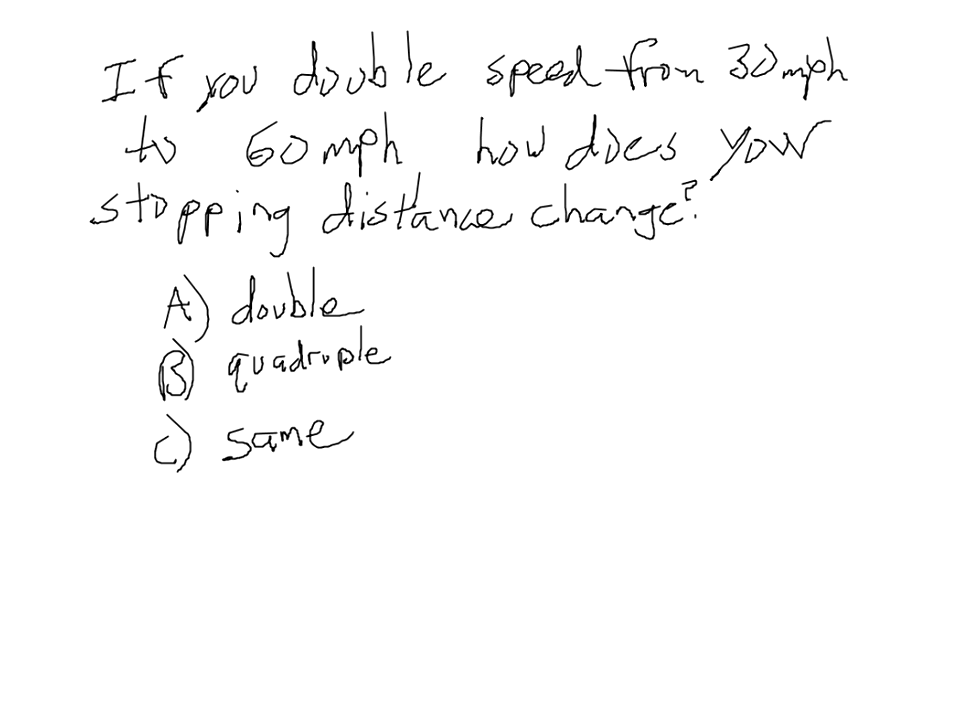 If you double speed from 30mph
to 60mph how does your
stopping distance change?
A) double
B) quadruple
C) same